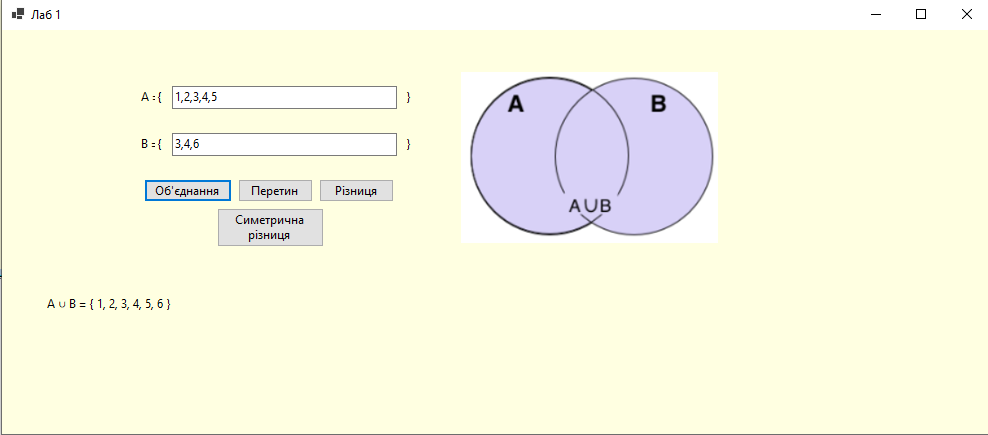 Лаб 1
A = { 1,2,3,4,5 }
B = { 3,4,6 }
Об'єднання Перетин Різниця
Симетрична
різниця
A B
A∪B
A ∪ B = { 1, 2, 3, 4, 5, 6 }